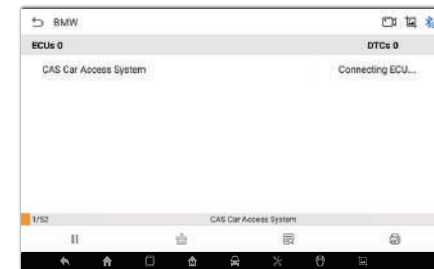 BMW
ECUs 0 DTCs 0
CAS Car Access System Connecting ECU...
1/52 CAS Car Access System